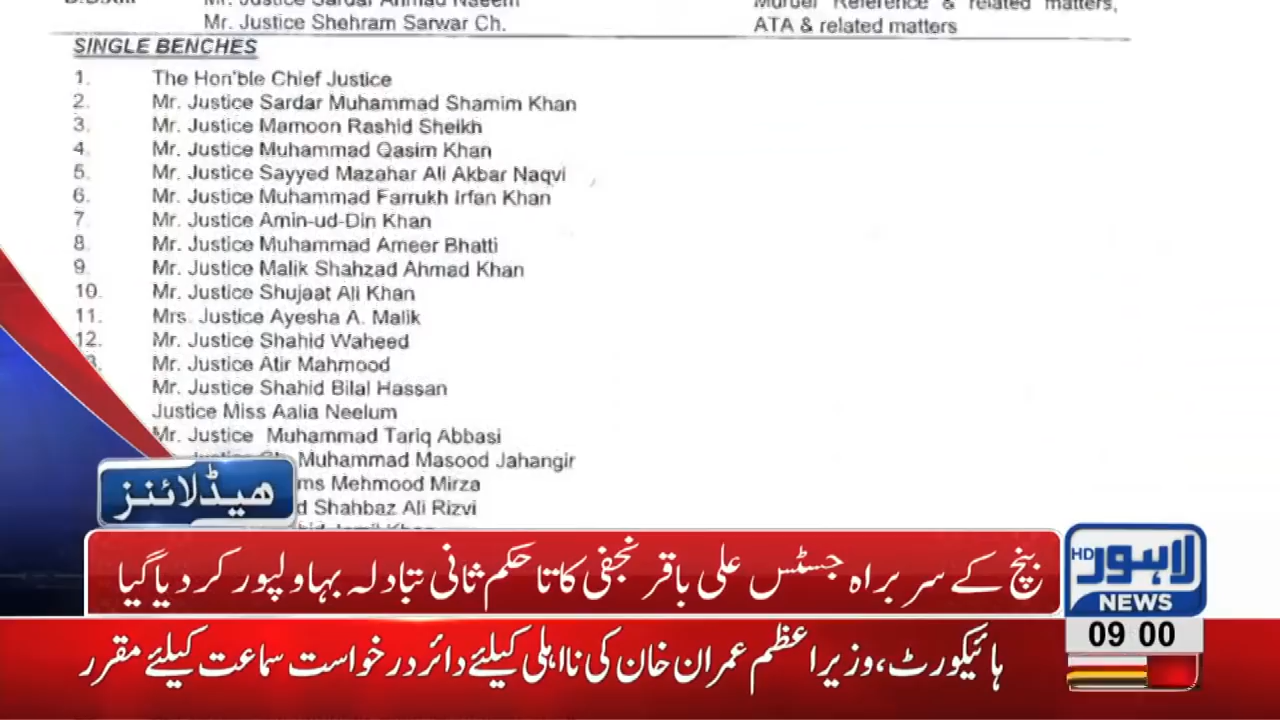 Mr. Justice Shehram Sarwar Ch.
related matters,
ATA & related matters
SINGLE BENCHES
1. The Hon'ble Chief Justice
2. Mr. Justice Sardar Muhammad Shamim Khan
3. Mr. Justice Mamoon Rashid Sheikh
4. Mr. Justice Muhammad Qasim Khan
5. Mr. Justice Sayyed Mazahar Ali Akbar Naqvi
6. Mr. Justice Muhammad Farrukh Irfan Khan
7. Mr. Justice Amin-ud-Din Khan
8. Mr. Justice Muhammad Ameer Bhatti
9. Mr. Justice Malik Shahzad Ahmad Khan
10. Mr. Justice Shujaat Ali Khan
11. Mrs. Justice Ayesha A. Malik
12. Mr. Justice Shahid Waheed
Mr. Justice Atir Mahmood
Mr. Justice Shahid Bilal Hassan
Justice Miss Aalia Neelum
Mr. Justice Muhammad Tariq Abbasi
Muhammad Masood Jahangir
Mehmood Mirza
Shahbaz Ali Rizvi
ہیڈلائنز
بنچ کے سربراہ جسٹس علی باقر نجفی کا تا حکم ثانی تبادلہ بہاولپور کر دیا گیا
لاہور HD
NEWS
09 00
ہائیکورٹ، وزیراعظم عمران خان کی نااہلی کیلئے دائر درخواست سماعت کیلئے مقرر